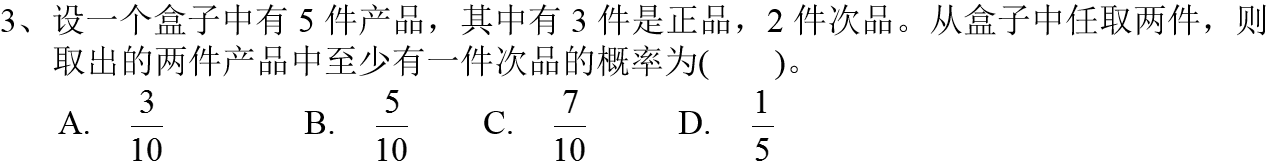 3、设一个盒子中有 5 件产品，其中有 3 件是正品，2 件次品。从盒子中任取两件，则
取出的两件产品中至少有一件次品的概率为(  )。
A. 3/10  B. 5/10  C. 7/10  D. 1/5